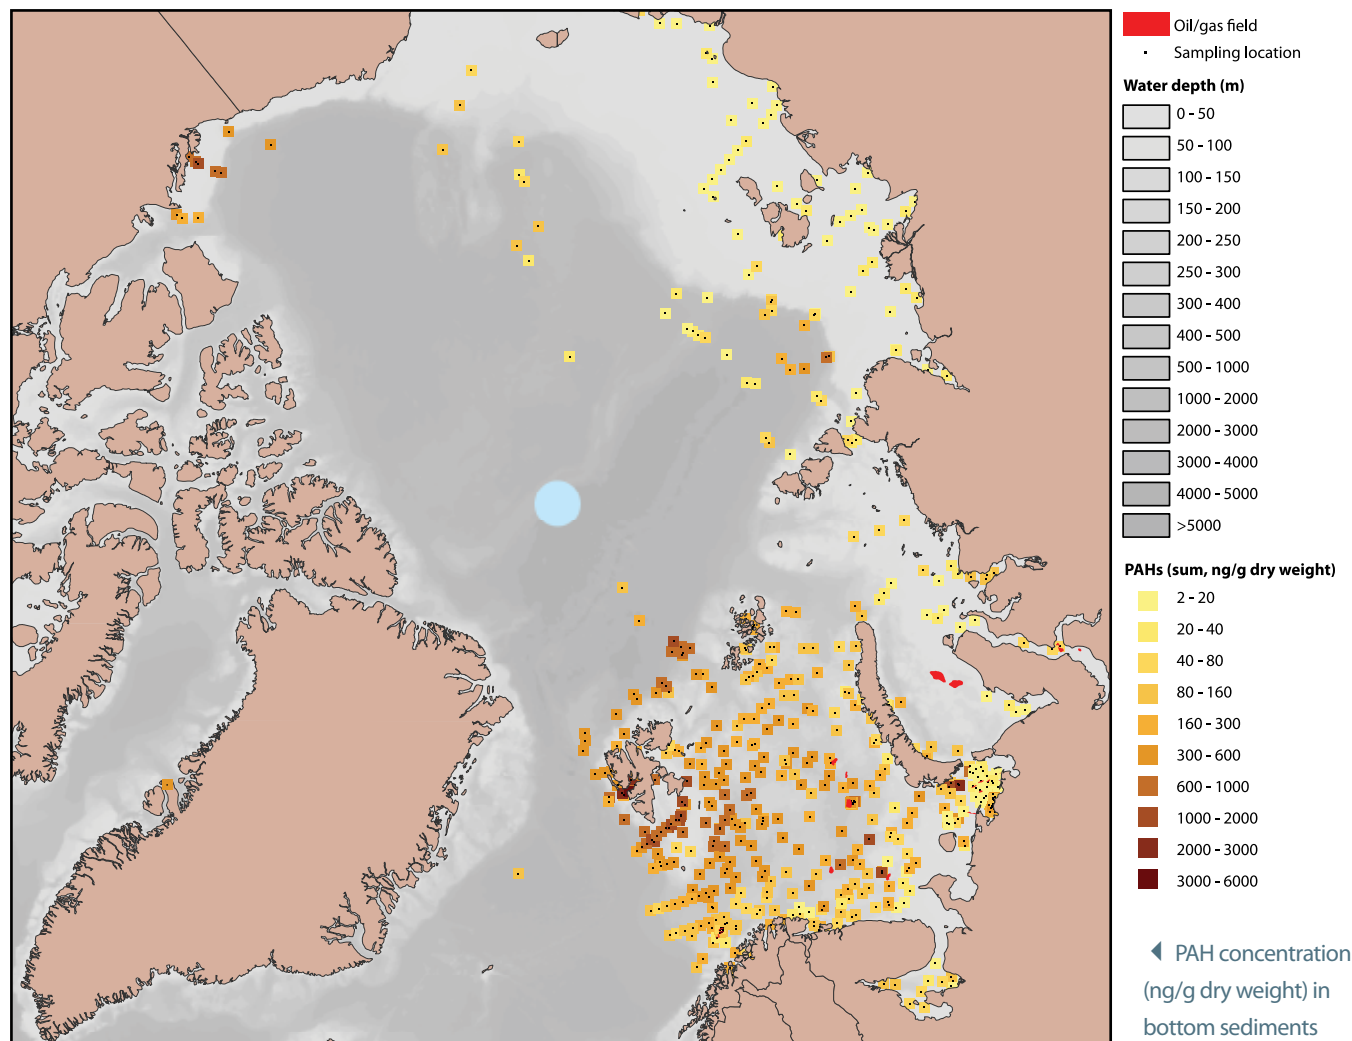 Oil/gas field
Sampling location
Water depth (m)
0 - 50
50 - 100
100 - 150
150 - 200
200 - 250
250 - 300
300 - 400
400 - 500
500 - 1000
1000 - 2000
2000 - 3000
3000 - 4000
4000 - 5000
>5000
PAHs (sum, ng/g dry weight)
2 - 20
20 - 40
40 - 80
80 - 160
160 - 300
300 - 600
600 - 1000
1000 - 2000
2000 - 3000
3000 - 6000
PAH concentration
(ng/g dry weight) in
bottom sediments